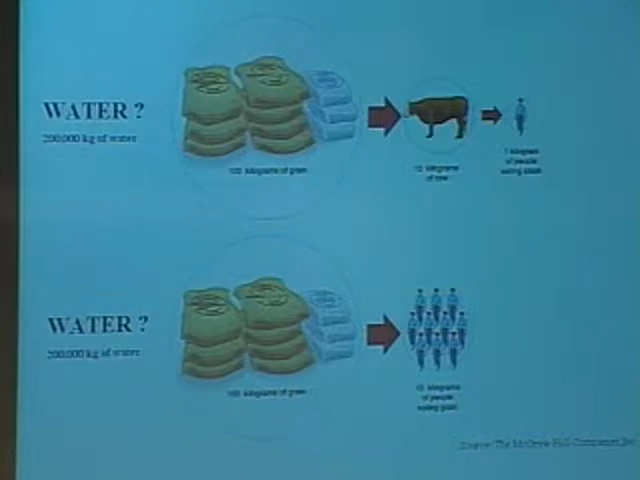 WATER ?
200,000 kg of water
100 kilograms of grain
10 kilograms
of cow
1 kilogram
of people
eating steak
WATER ?
200,000 kg of water
100 kilograms of grain
10 kilograms
of people
eating grain
Source: The McGraw Hill Companies, Inc.